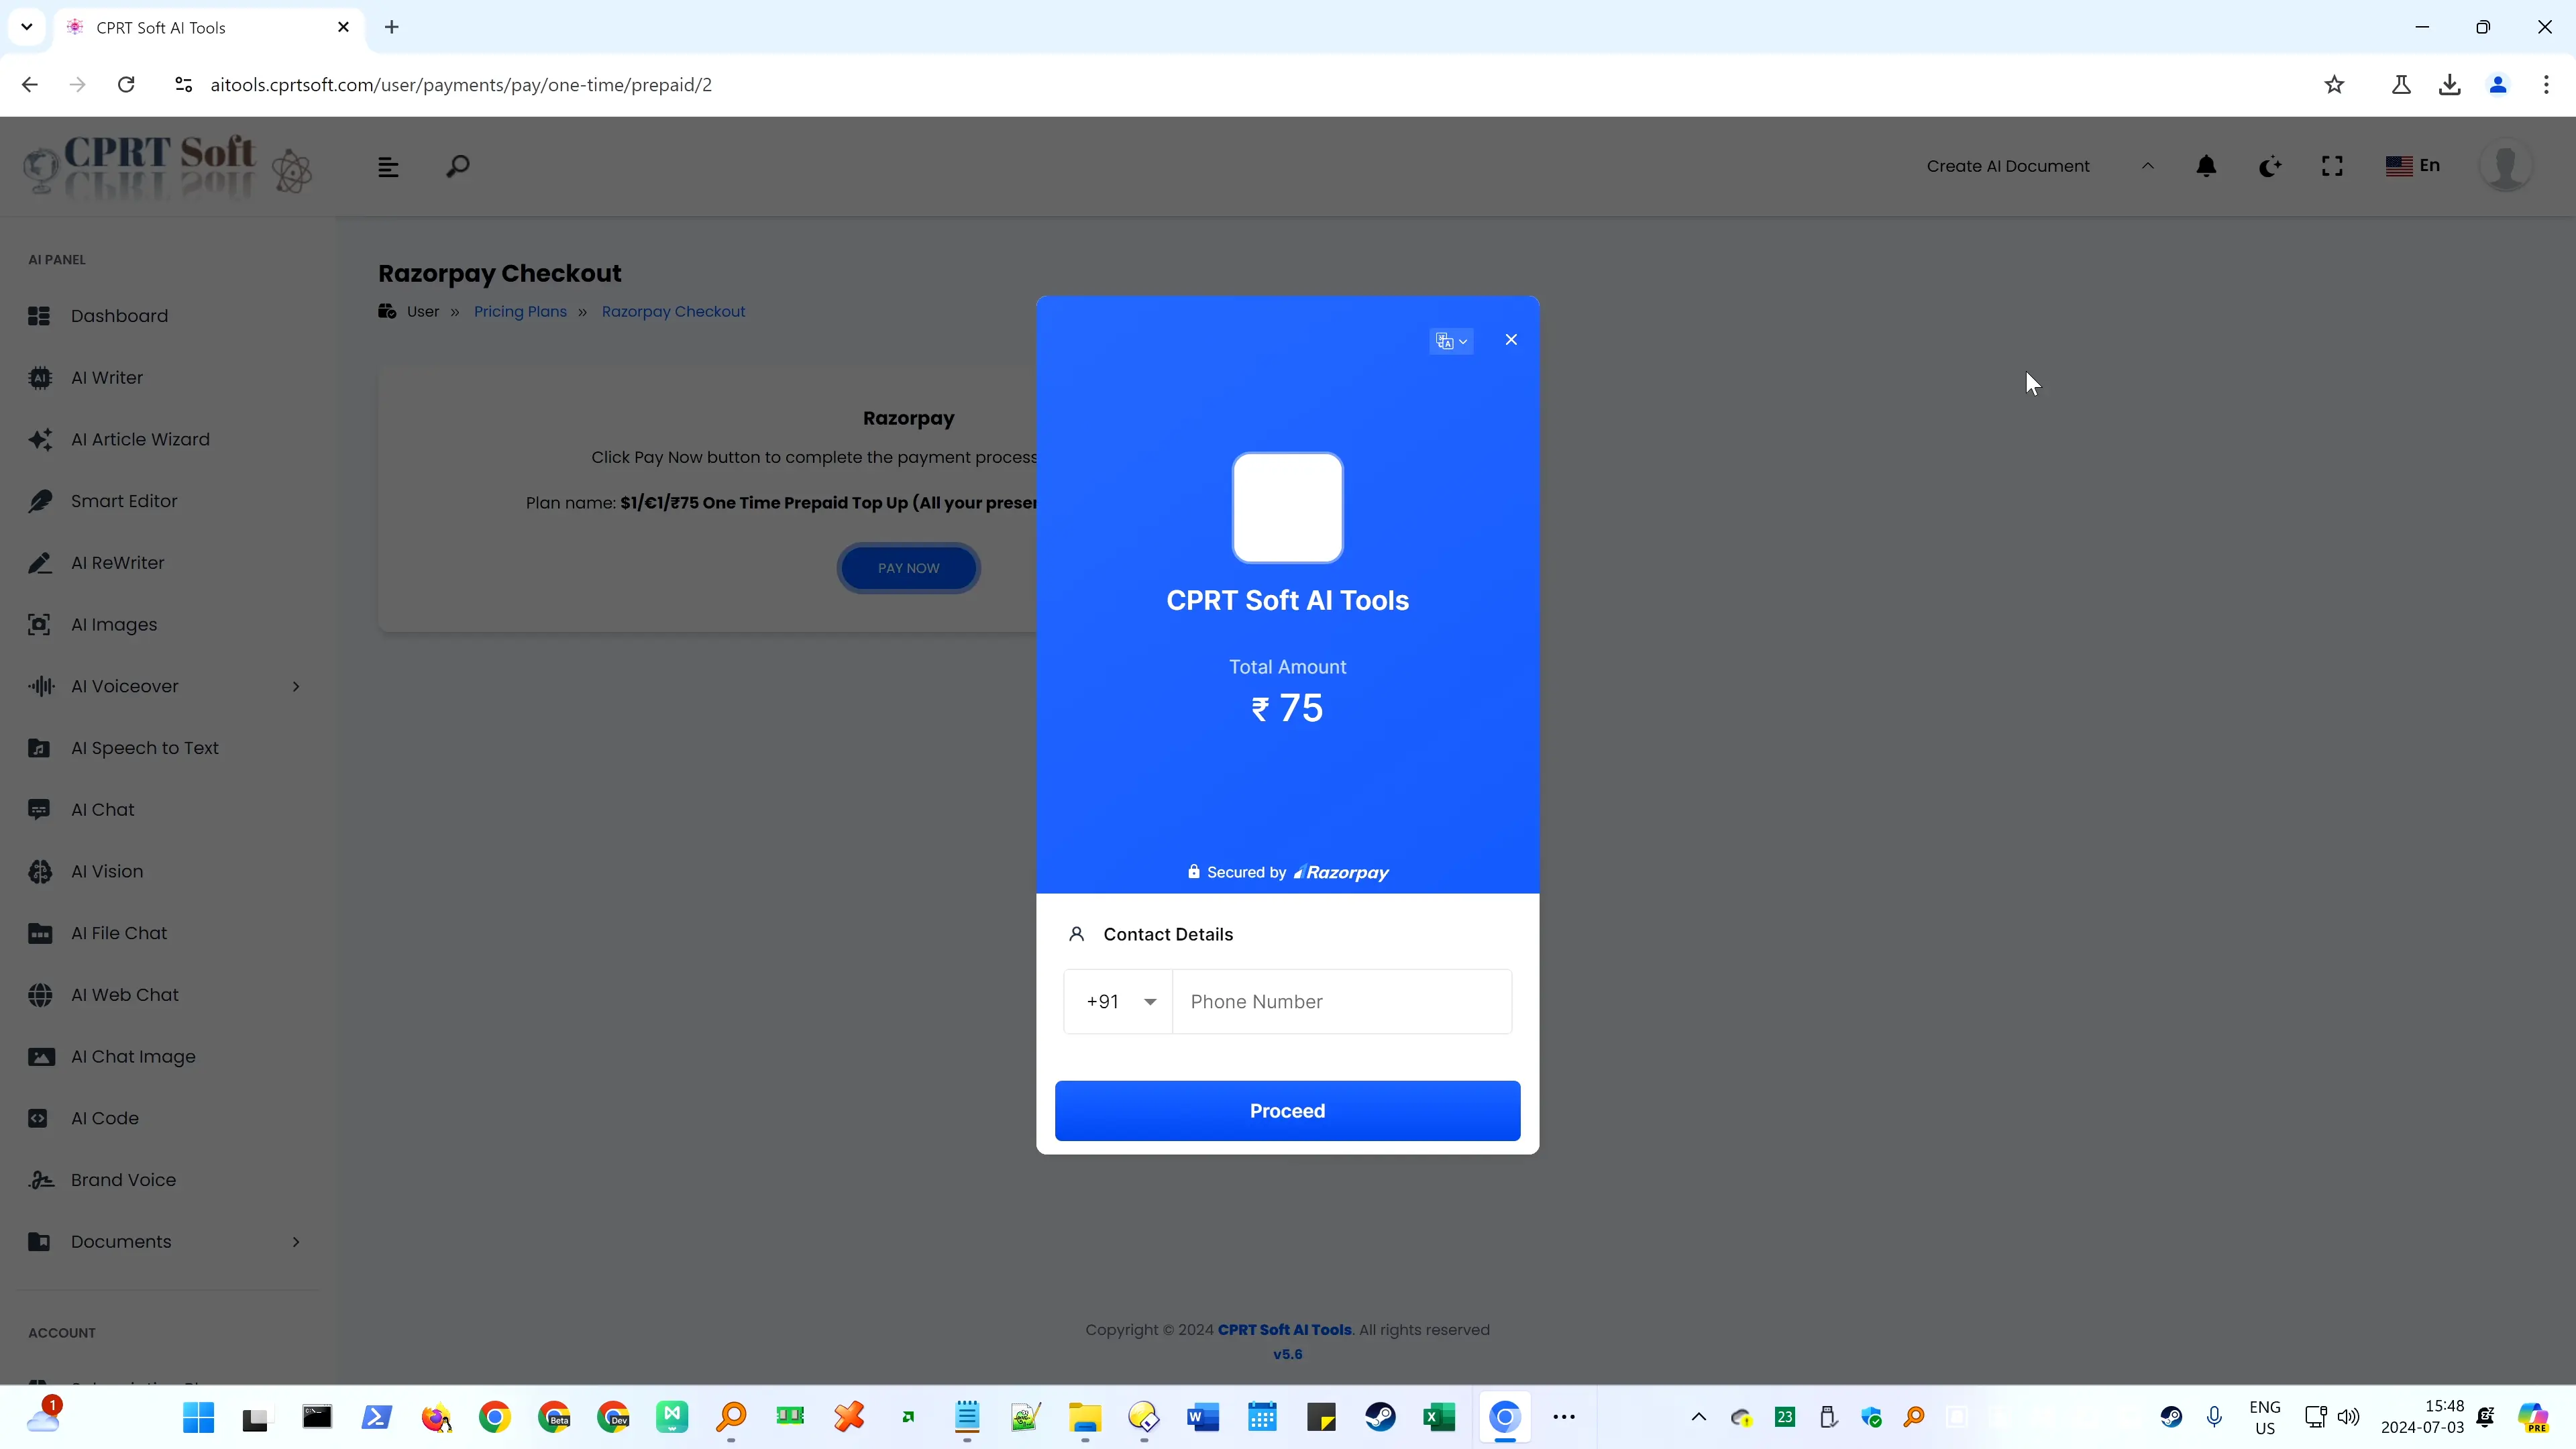 CPRT Soft AI Tools
aitools.cprtsoft.com/user/payments/pay/one-time/prepaid/2
CPRT Soft
Create AI Document
En
AI PANEL
Dashboard
AI Writer
AI Article Wizard
Smart Editor
AI ReWriter
AI Images
AI Voiceover
AI Speech to Text
AI Chat
AI Vision
AI File Chat
AI Web Chat
AI Chat Image
AI Code
Brand Voice
Documents
ACCOUNT
Razorpay Checkout
User » Pricing Plans » Razorpay Checkout
Razorpay
Click Pay Now button to complete the payment process
Plan name: $1/€1/₹75 One Time Prepaid Top Up (All your
PAY NOW
CPRT Soft AI Tools
Total Amount
₹ 75
Secured by Razorpay
Contact Details
+91 Phone Number
Proceed
Copyright © 2024 CPRT Soft AI Tools. All rights reserved
v5.6
1
Beta
Dev
23
ENG
US
15:48
2024-07-03
PRE